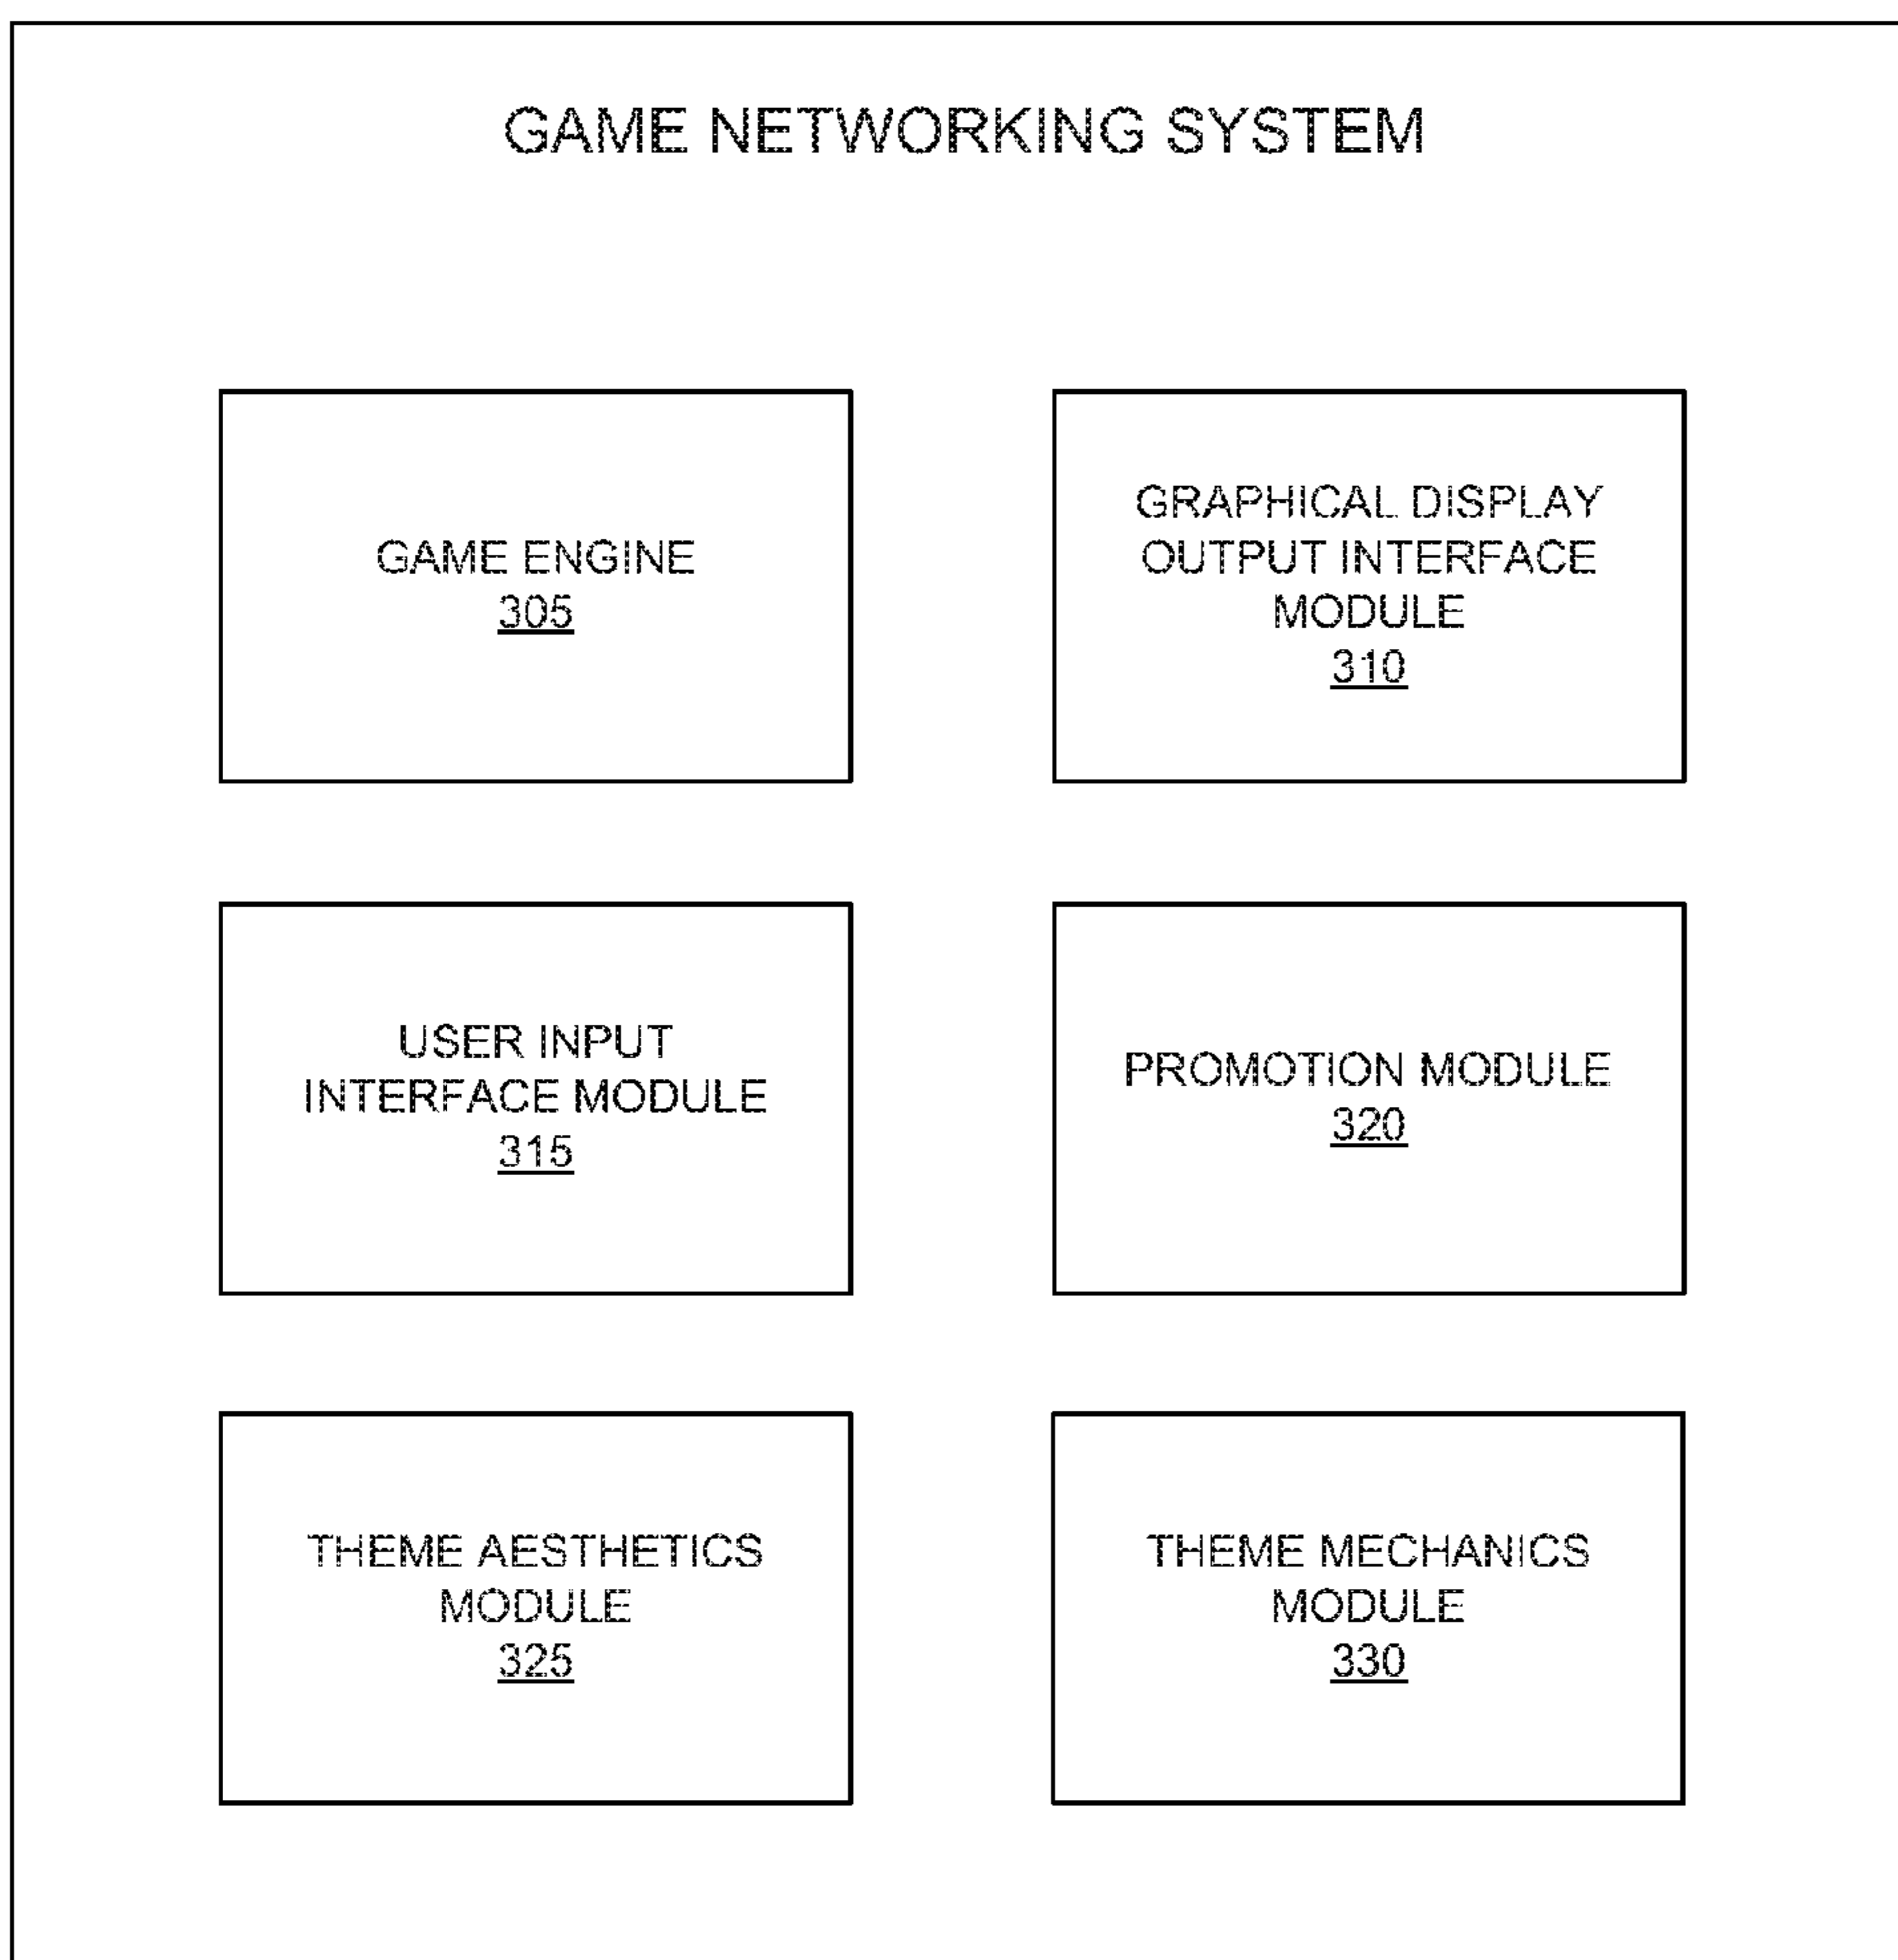 GAME NETWORKING SYSTEM
GAME ENGINE
305
GRAPHICAL DISPLAY
OUTPUT INTERFACE
MODULE
310
USER INPUT
INTERFACE MODULE
315
PROMOTION MODULE
320
THEME AESTHETICS
MODULE
325
THEME MECHANICS
MODULE
330